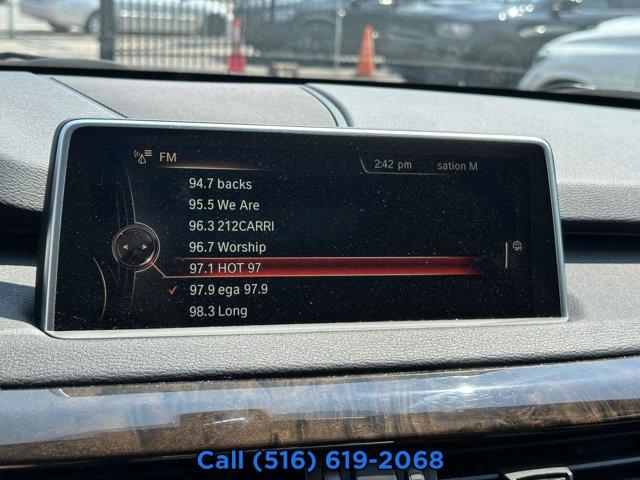 FM
2:42 pm sation M
94.7 backs
95.5 We Are
96.3 212CARRI
96.7 Worship
97.1 HOT 97
97.9 ega 97.9
98.3 Long
OFF
Call (516) 619-2068